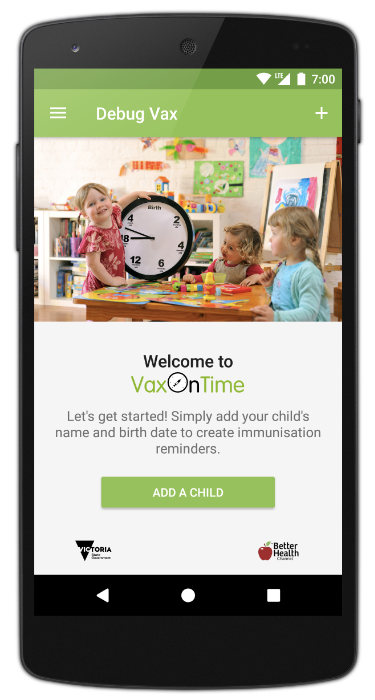 LTE 7:00
Debug Vax +
Birth
4 2
8 4
12 6
Welcome to
VaxOnTime
Let's get started! Simply add your child's
name and birth date to create immunisation
reminders.
ADD A CHILD
VICTORIA
State
Government
Better
Health
Channel